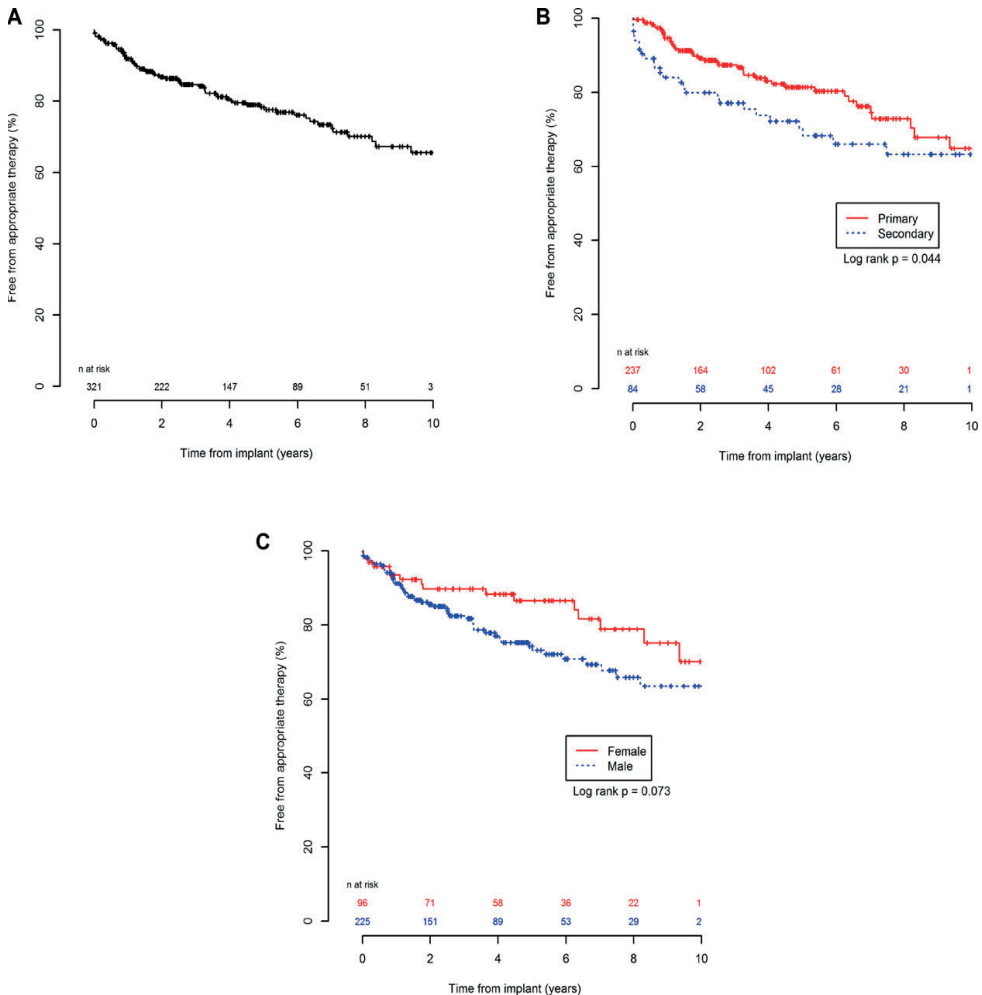 A
Free from appropriate therapy (%)
100
80
60
40
20
0
n at risk
321 222 147 89 51 3
0 2 4 6 8 10
Time from implant (years)
B
Free from appropriate therapy (%)
100
80
60
40
20
0
Primary
Secondary
Log rank p = 0.044
n at risk
237 164 102 61 30 1
84 58 45 28 21 1
0 2 4 6 8 10
Time from implant (years)
C
Free from appropriate therapy (%)
100
80
60
40
20
0
Female
Male
Log rank p = 0.073
n at risk
96 71 58 36 22 1
225 151 89 53 29 2
0 2 4 6 8 10
Time from implant (years)